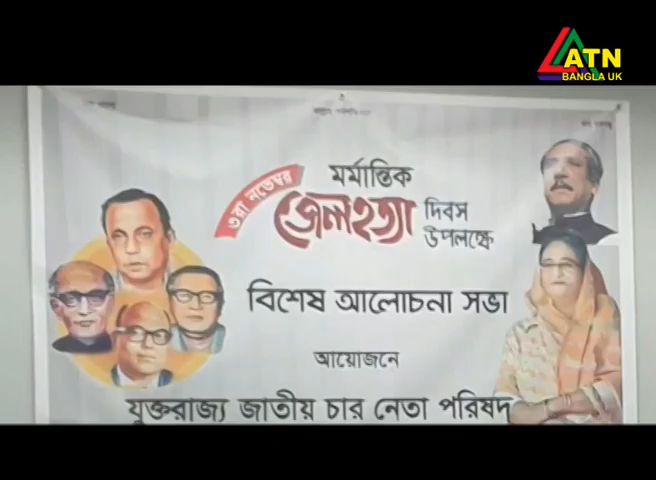 ATN
BANGLA UK
৩রা নভেম্বর
মর্মান্তিক
জেলহত্যা
দিবস
উপলক্ষে
বিশেষ আলোচনা সভা
আয়োজনে
যুক্তরাজ্য জাতীয় চার নেতা পরিষদ